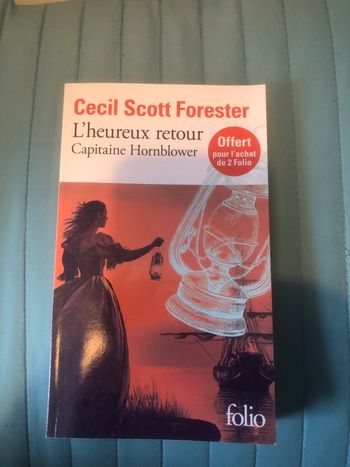 Cecil Scott Forester
L'heureux retour
Capitaine Hornblower
Offert
pour l'achat
de 2 Folio
folio